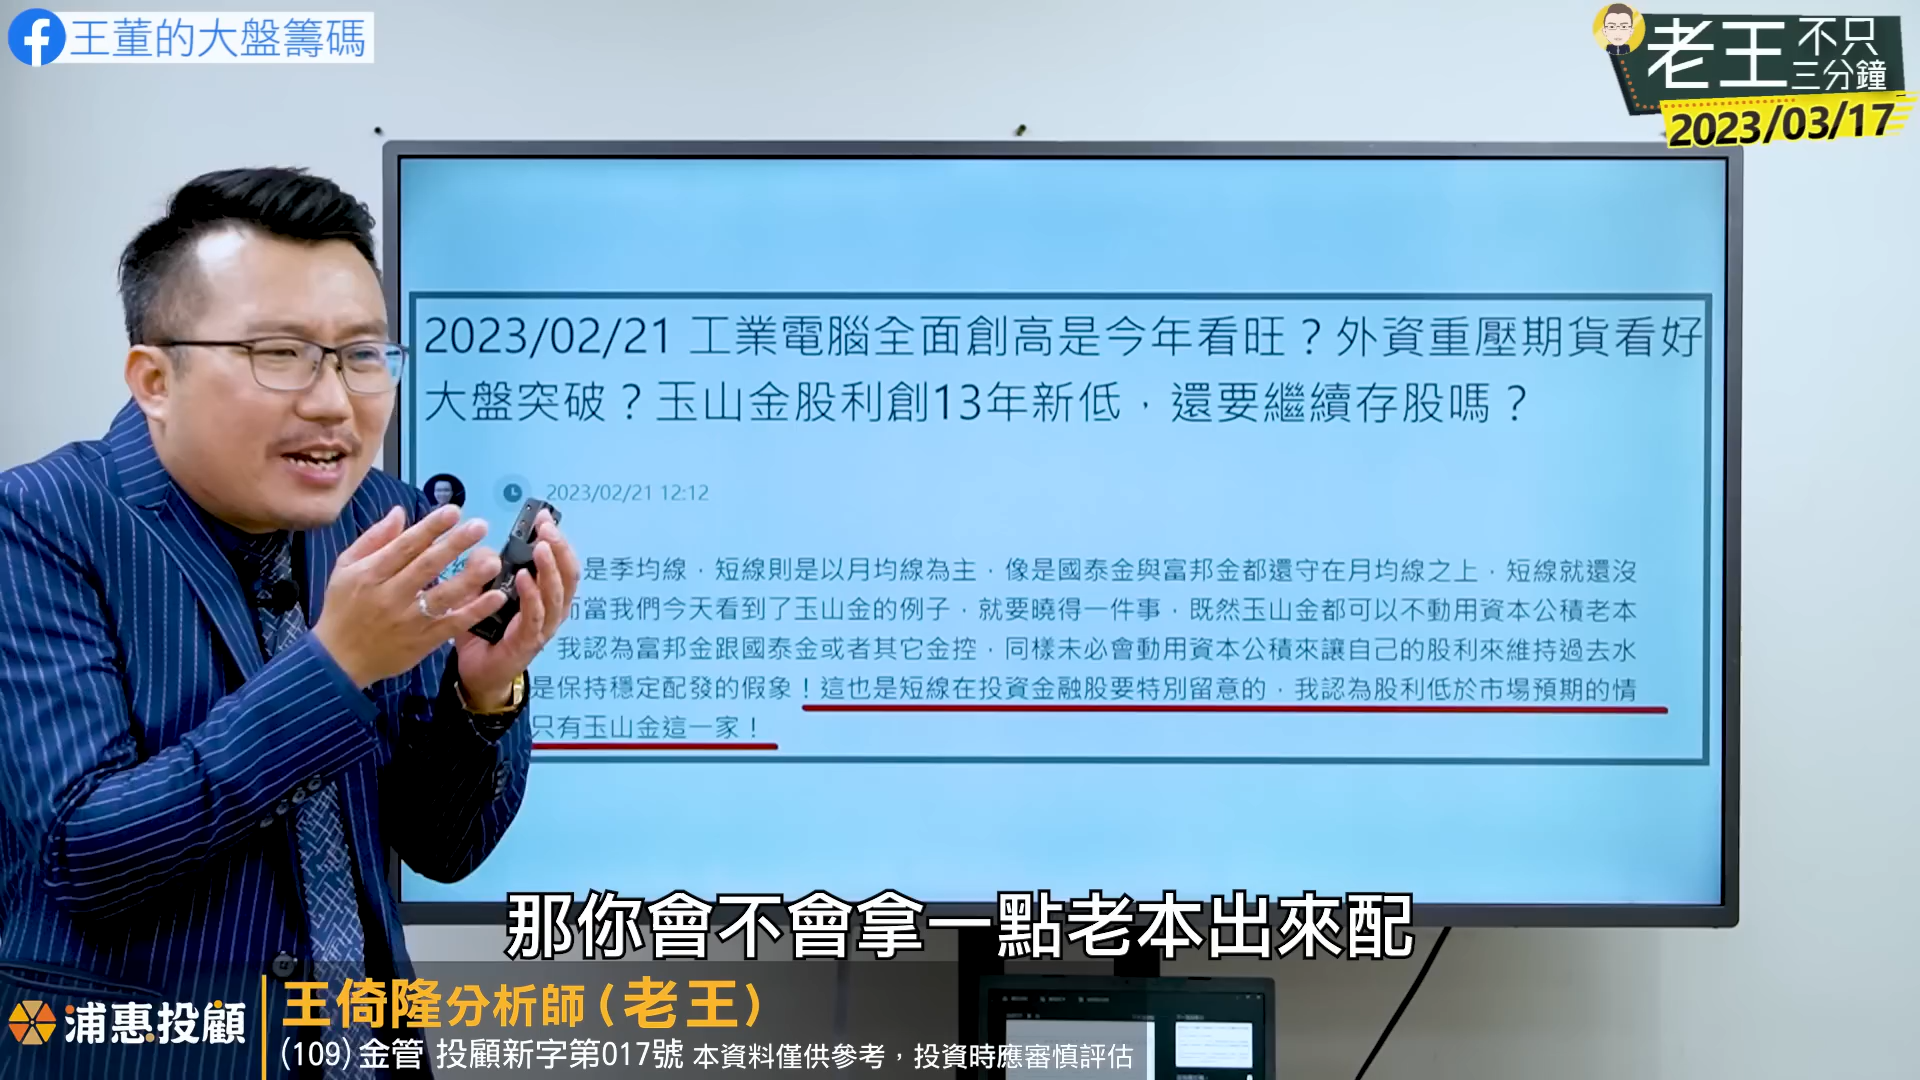 王董的大盤籌碼
老王不只三分鐘
2023/03/17
2023/02/21 工業電腦全面創高是今年看旺？外資重壓期貨看好
大盤突破？玉山金股利創13年新低，還要繼續存股嗎？
2023/02/21 12:12
是季均線，短線則是以月均線為主，像是國泰金與富邦金都還守在月均線之上，短線就還沒
而當我們今天看到了玉山金的例子，就要曉得一件事，既然玉山金都可以不動用資本公積老本
，我認為富邦金跟國泰金或者其它金控，同樣未必會動用資本公積來讓自己的股利來維持過去水
是保持穩定配發的假象！這也是短線在投資金融股要特別留意的，我認為股利低於市場預期的情
只有玉山金這一家！
那你會不會拿一點老本出來配
浦惠投顧
王倚隆分析師(老王)
(109)金管 投顧新字第017號 本資料僅供參考，投資時應審慎評估